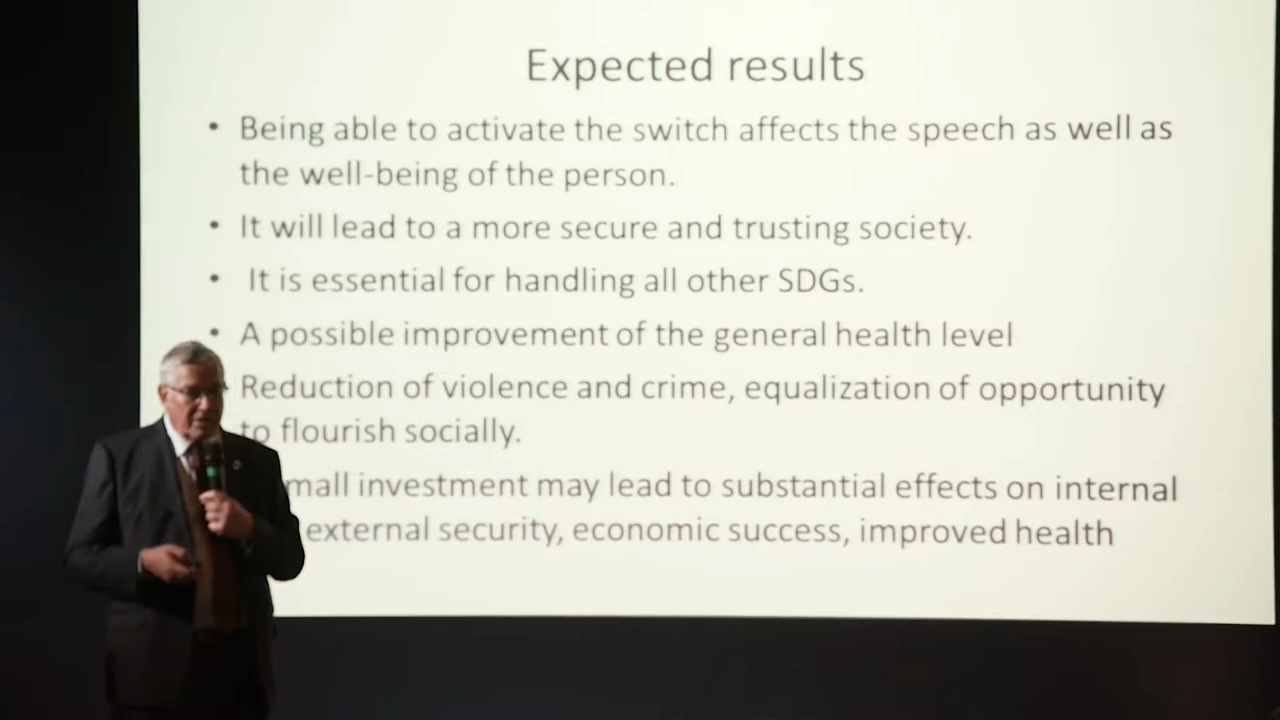 Expected results
• Being able to activate the switch affects the speech as well as
the well-being of the person.
• It will lead to a more secure and trusting society.
• It is essential for handling all other SDGs.
• A possible improvement of the general health level
Reduction of violence and crime, equalization of opportunity
to flourish socially.
mall investment may lead to substantial effects on internal
external security, economic success, improved health